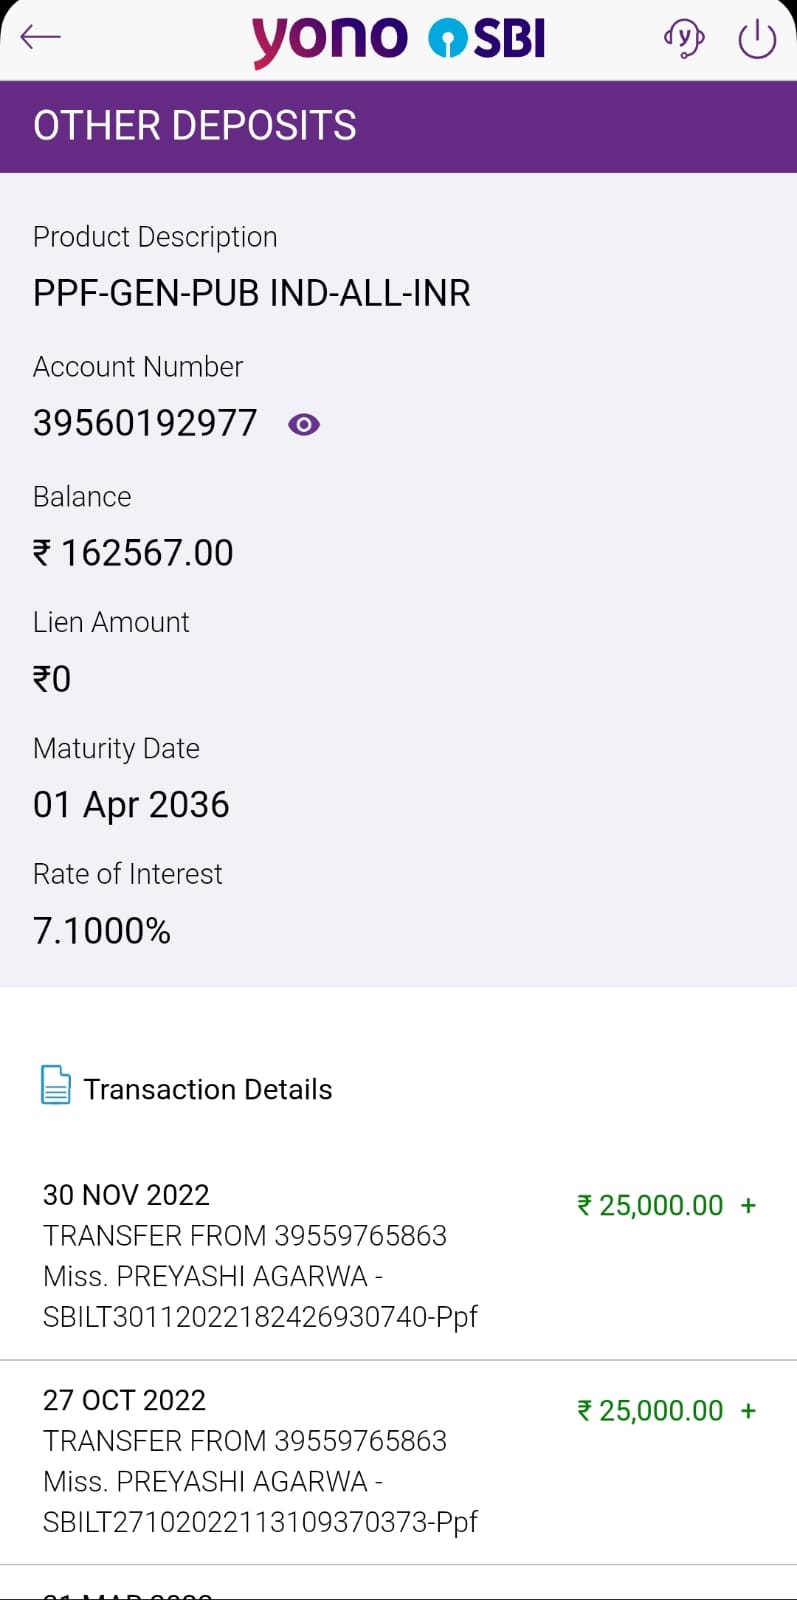 yono SBI
OTHER DEPOSITS
Product Description
PPF-GEN-PUB IND-ALL-INR
Account Number
39560192977
Balance
₹ 162567.00
Lien Amount
₹0
Maturity Date
01 Apr 2036
Rate of Interest
7.1000%
Transaction Details
30 NOV 2022
₹ 25,000.00 +
TRANSFER FROM 39559765863
Miss. PREYASHI AGARWA -
SBILT30112022182426930740-Ppf
27 OCT 2022
₹ 25,000.00 +
TRANSFER FROM 39559765863
Miss. PREYASHI AGARWA -
SBILT27102022113109370373-Ppf